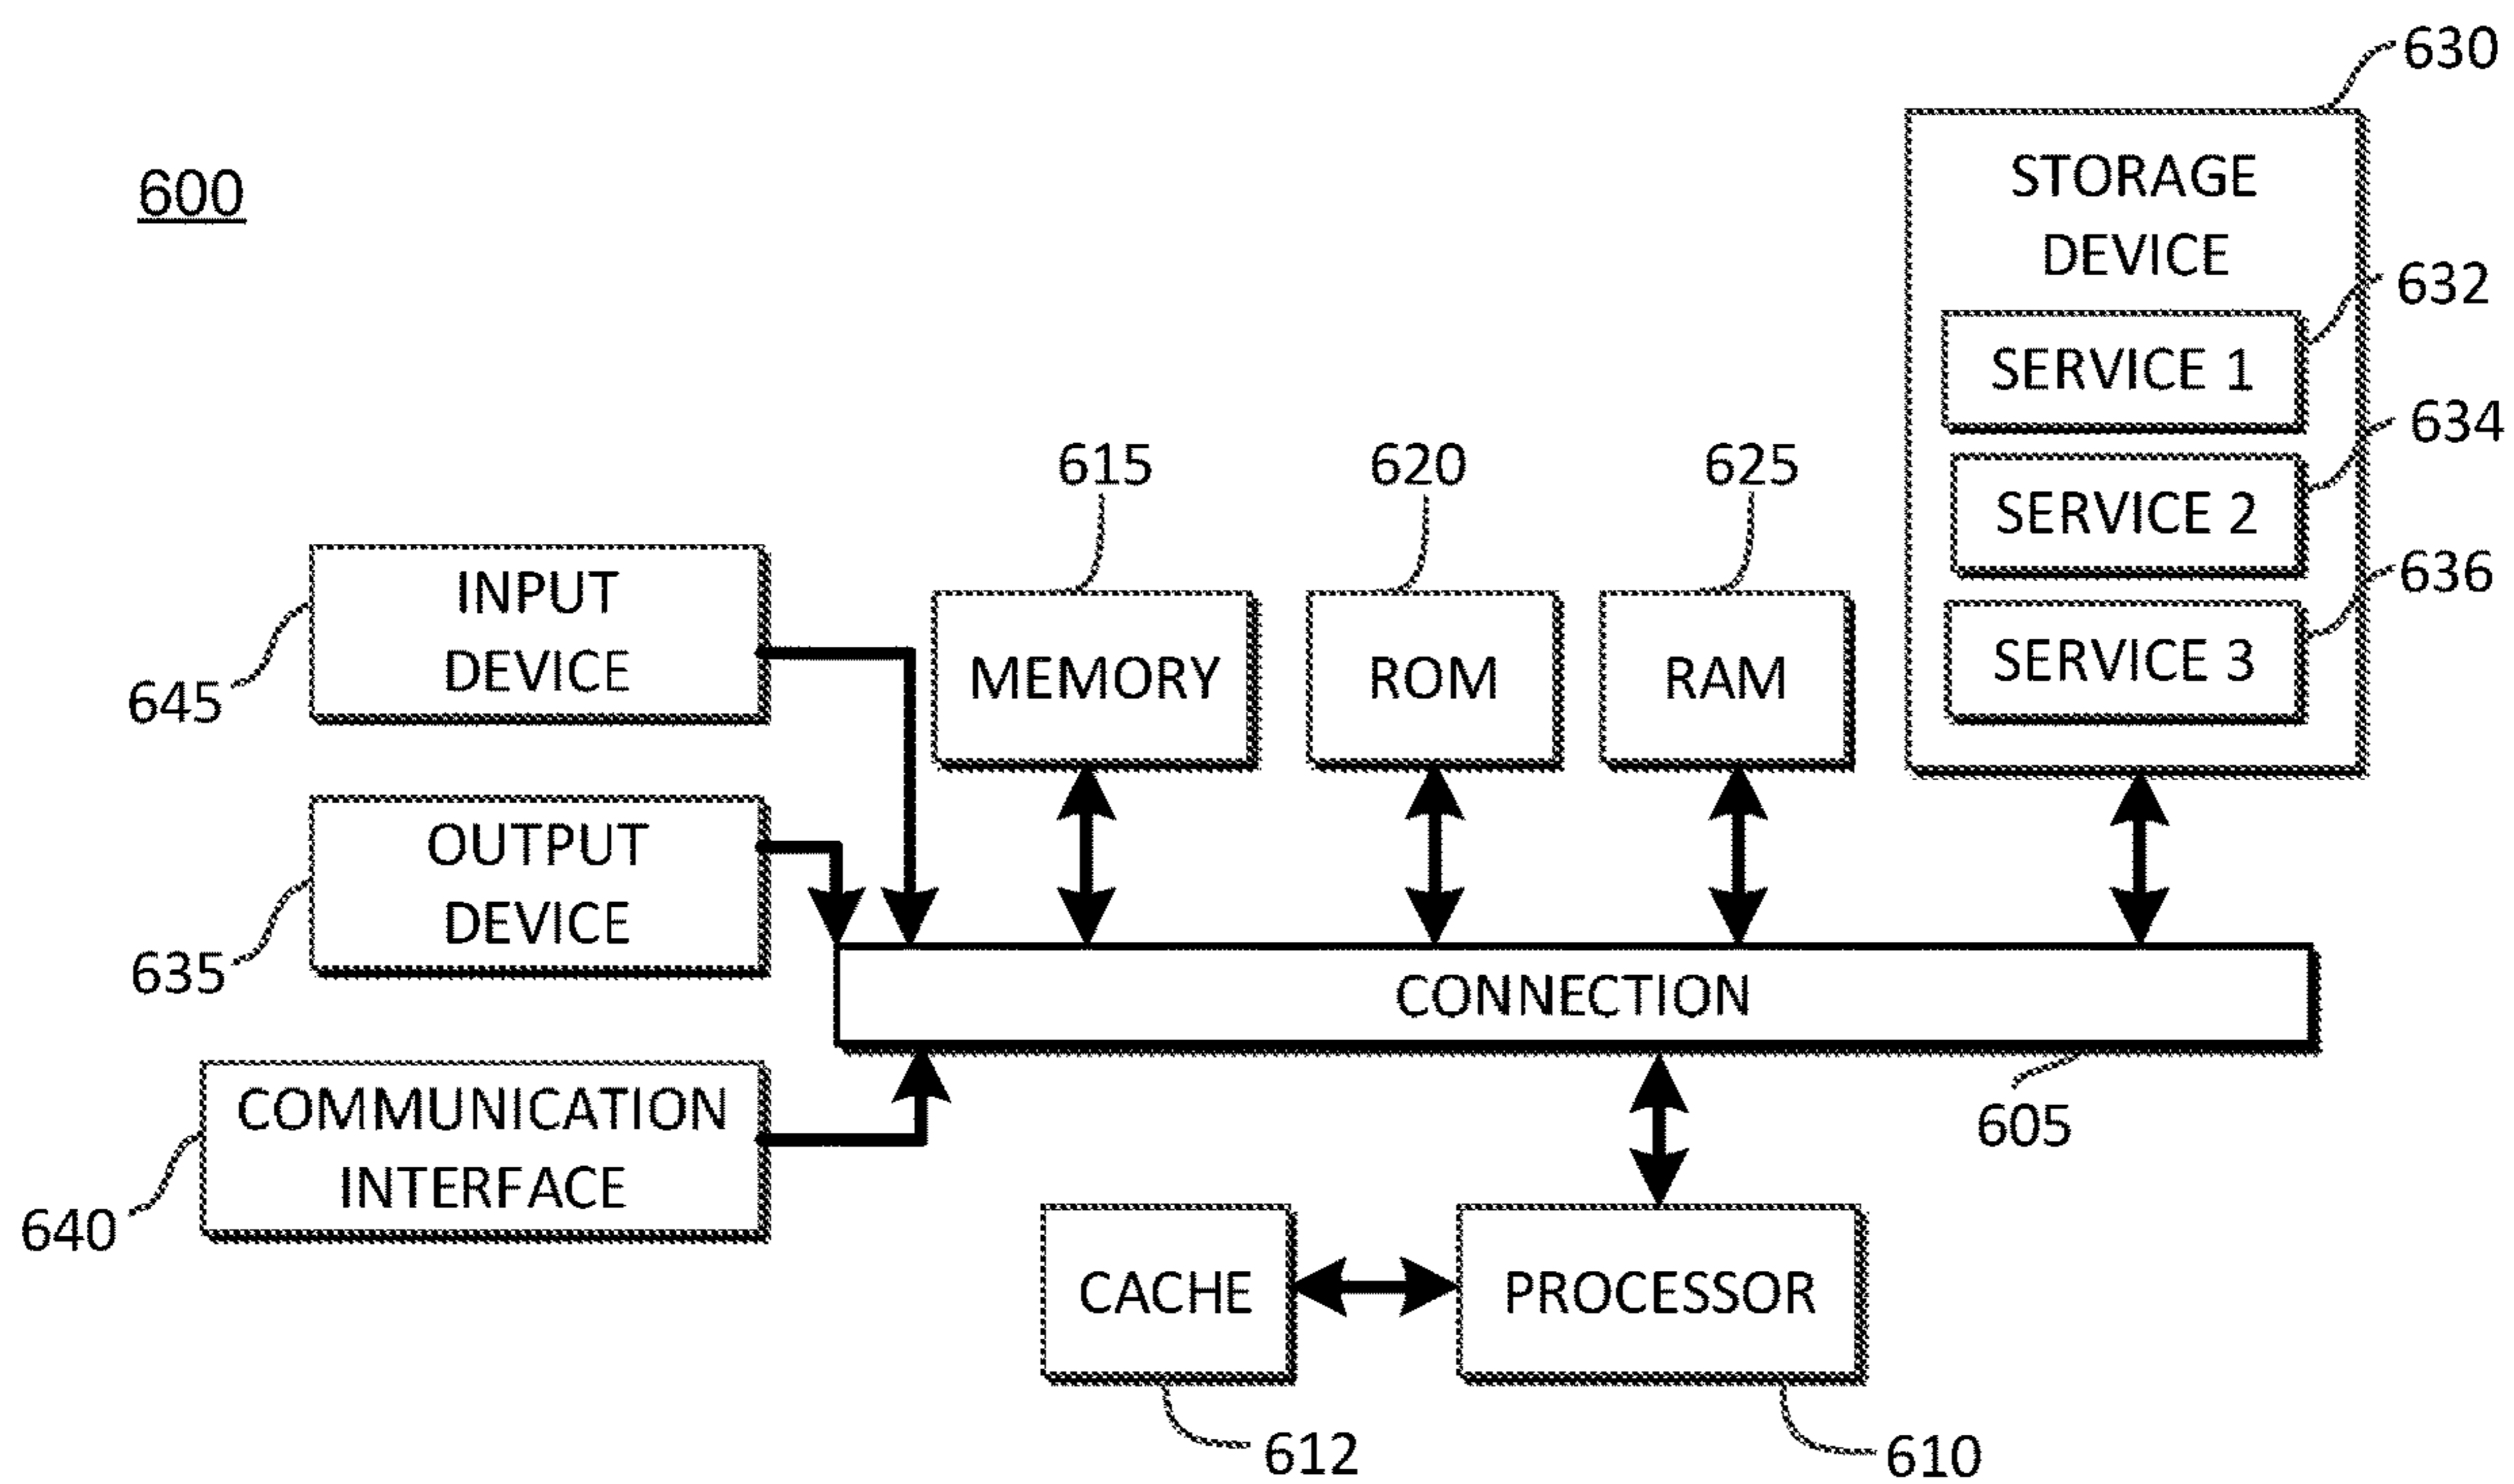 630
600
STORAGE
DEVICE
632
SERVICE 1
634
615
620
625
SERVICE 2
636
INPUT
DEVICE
645
MEMORY
ROM
RAM
SERVICE 3
OUTPUT
DEVICE
635
CONNECTION
605
COMMUNICATION
INTERFACE
640
CACHE
PROCESSOR
612
610